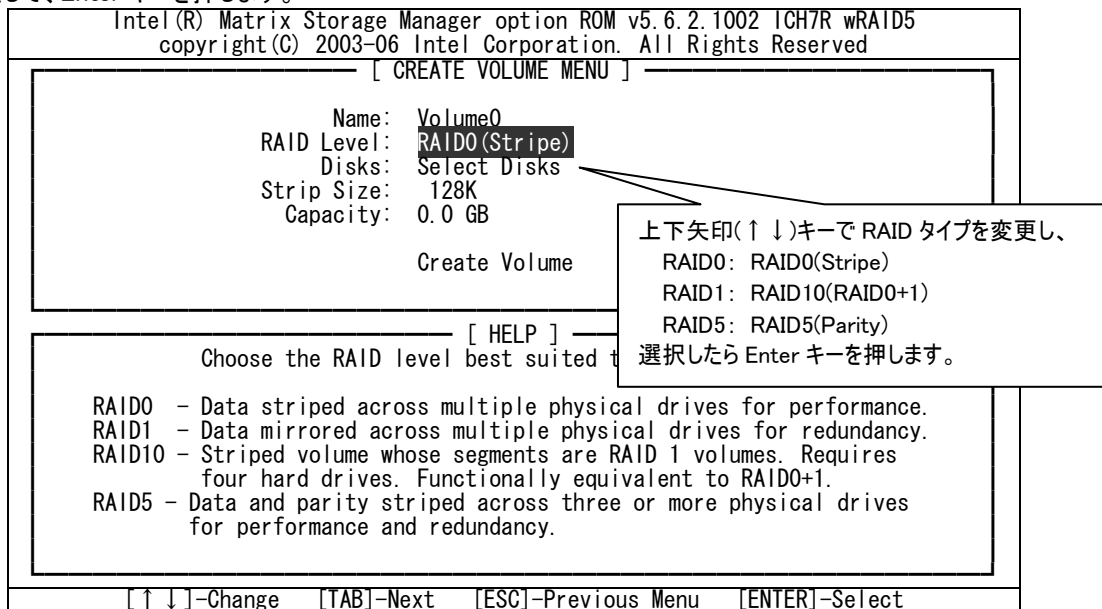 Intel(R) Matrix Storage Manager option ROM v5.6.2.1002 ICH7R wRAID5
copyright(C) 2003-06 Intel Corporation. All Rights Reserved
[ CREATE VOLUME MENU ]
Name: Volume0
RAID Level: RAID0(Stripe)
Disks: Select Disks
Strip Size: 128K
Capacity: 0.0 GB
Create Volume
上下矢印(↑↓)キーで RAID タイプを変更し、
RAID0: RAID0(Stripe)
RAID1: RAID10(RAID0+1)
RAID5: RAID5(Parity)
選択したら Enter キーを押します。
[ HELP ]
Choose the RAID level best suited
RAID0 - Data striped across multiple physical drives for performance.
RAID1 - Data mirrored across multiple physical drives for redundancy.
RAID10 - Striped volume whose segments are RAID 1 volumes. Requires
four hard drives. Functionally equivalent to RAID0+1.
RAID5 - Data and parity striped across three or more physical drives
for performance and redundancy.
[↑↓]-Change [TAB]-Next [ESC]-Previous Menu [ENTER]-Select